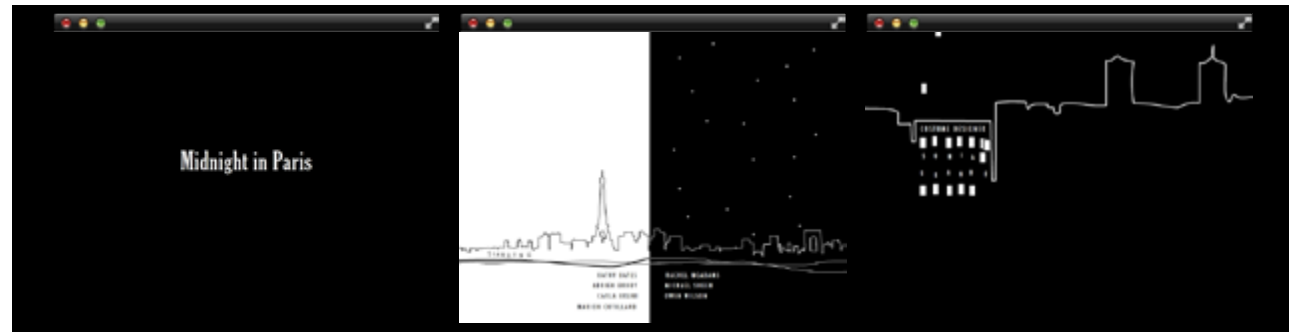 Midnight in Paris
KATHY BATES
ADRIEN BRODY
CARLA BRUNI
MARION COTILLARD
RACHEL MCADAMS
MICHAEL SHEEN
OWEN WILSON
COSTUME DESIGNER